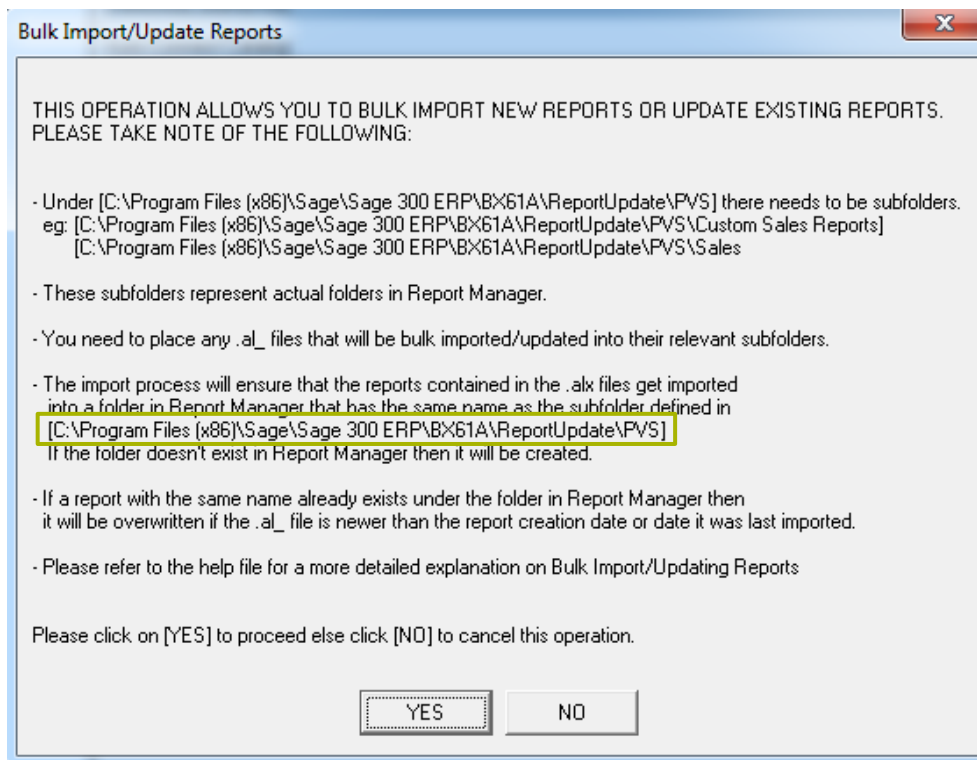 Bulk Import/Update Reports
THIS OPERATION ALLOWS YOU TO BULK IMPORT NEW REPORTS OR UPDATE EXISTING REPORTS.
PLEASE TAKE NOTE OF THE FOLLOWING:
- Under [C:\Program Files (x86)\Sage\Sage 300 ERP\BX61A\ReportUpdate\PVS] there needs to be subfolders.
eg: [C:\Program Files (x86)\Sage\Sage 300 ERP\BX61A\ReportUpdate\PVS\Custom Sales Reports]
[C:\Program Files (x86)\Sage\Sage 300 ERP\BX61A\ReportUpdate\PVS\Sales
- These subfolders represent actual folders in Report Manager.
- You need to place any .al_ files that will be bulk imported/updated into their relevant subfolders.
- The import process will ensure that the reports contained in the .alx files get imported
into a folder in Report Manager that has the same name as the subfolder defined in
[C:\Program Files (x86)\Sage\Sage 300 ERP\BX61A\ReportUpdate\PVS]
If the folder doesn't exist in Report Manager then it will be created.
- If a report with the same name already exists under the folder in Report Manager then
it will be overwritten if the .al_ file is newer than the report creation date or date it was last imported.
- Please refer to the help file for a more detailed explanation on Bulk Import/Updating Reports
Please click on [YES] to proceed else click [NO] to cancel this operation.
YES NO